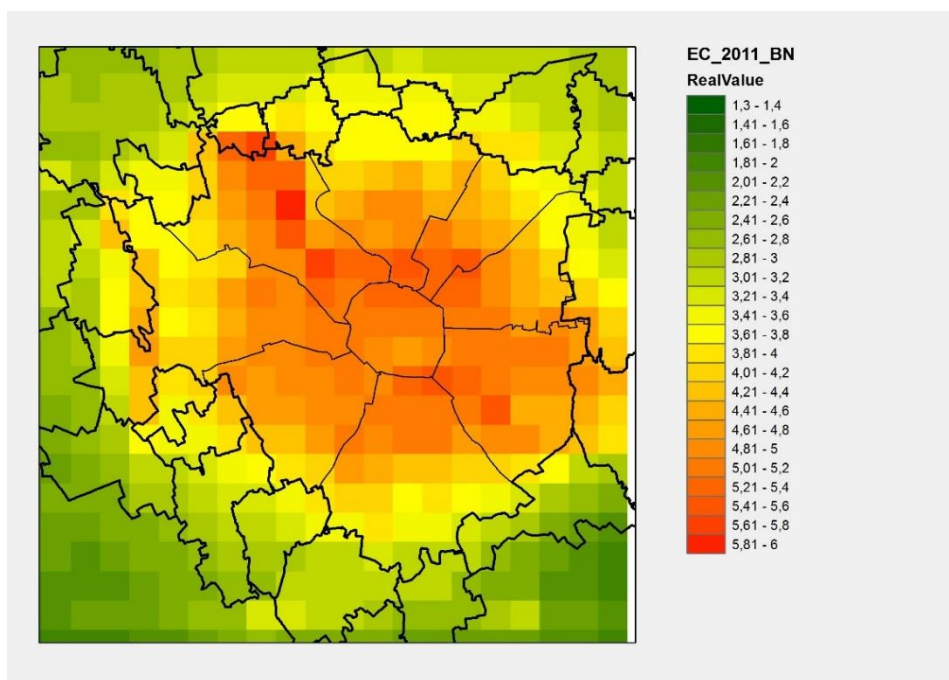 EC_2011_BN
RealValue
1,3 - 1,4
1,41 - 1,6
1,61 - 1,8
1,81 - 2
2,01 - 2,2
2,21 - 2,4
2,41 - 2,6
2,61 - 2,8
2,81 - 3
3,01 - 3,2
3,21 - 3,4
3,41 - 3,6
3,61 - 3,8
3,81 - 4
4,01 - 4,2
4,21 - 4,4
4,41 - 4,6
4,61 - 4,8
4,81 - 5
5,01 - 5,2
5,21 - 5,4
5,41 - 5,6
5,61 - 5,8
5,81 - 6